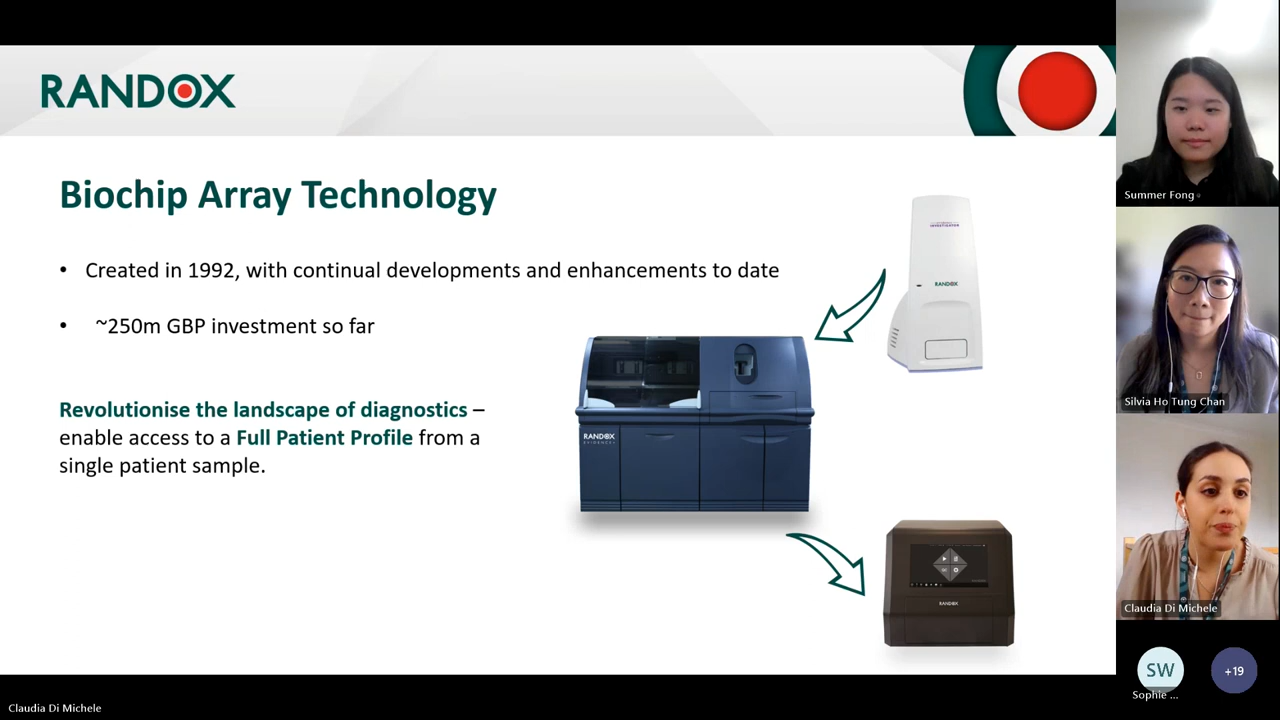 RANDOX
Biochip Array Technology
• Created in 1992, with continual developments and enhancements to date
• ~250m GBP investment so far
Revolutionise the landscape of diagnostics –
enable access to a Full Patient Profile from a
single patient sample.
INVESTIGATOR
RANDOX
RANDOX
EVIDENCE+
RANDOX
Summer Fong
Silvia Ho Tung Chan
Claudia Di Michele
SW
+19
Sophie ...
Claudia Di Michele